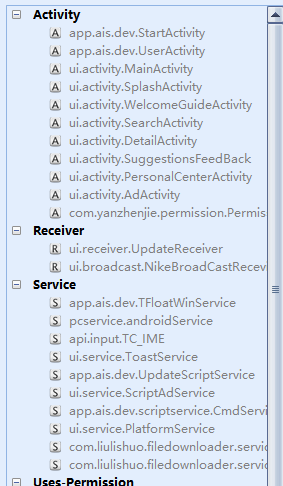 Activity
A app.ais.dev.StartActivity
A app.ais.dev.UserActivity
A ui.activity.MainActivity
A ui.activity.SplashActivity
A ui.activity.WelcomeGuideActivity
A ui.activity.SearchActivity
A ui.activity.DetailActivity
A ui.activity.SuggestionsFeedBack
A ui.activity.PersonalCenterActivity
A ui.activity.AdActivity
A com.yanzhenjie.permission.Permis
Receiver
R ui.receiver.UpdateReceiver
R ui.broadcast.NikeBroadCastRecei
Service
S app.ais.dev.TFloatWinService
S pcservice.androidService
S api.input.TC_IME
S ui.service.ToastService
S app.ais.dev.UpdateScriptService
S ui.service.ScriptAdService
S app.ais.dev.scriptservice.CmdServi
S ui.service.PlatformService
S com.liulishuo.filedownloader.servic
S com.liulishuo.filedownloader.servic
Uses-Permission